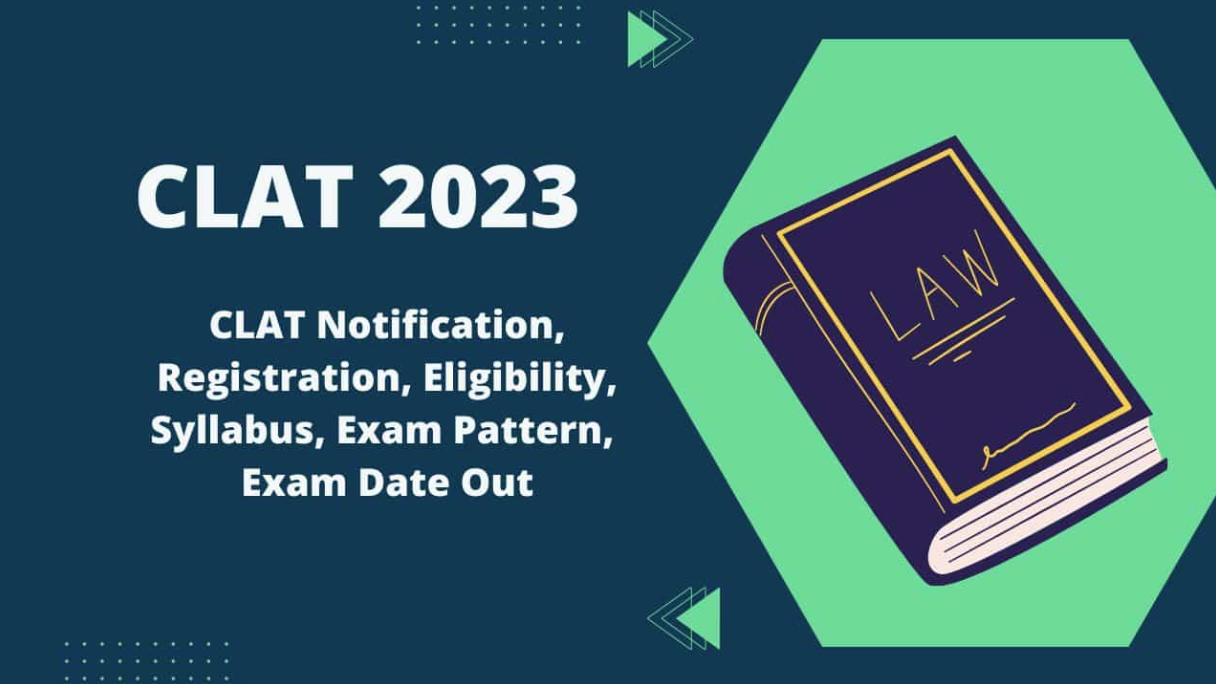 CLAT 2023
CLAT Notification,
Registration, Eligibility,
Syllabus, Exam Pattern,
Exam Date Out
LAW